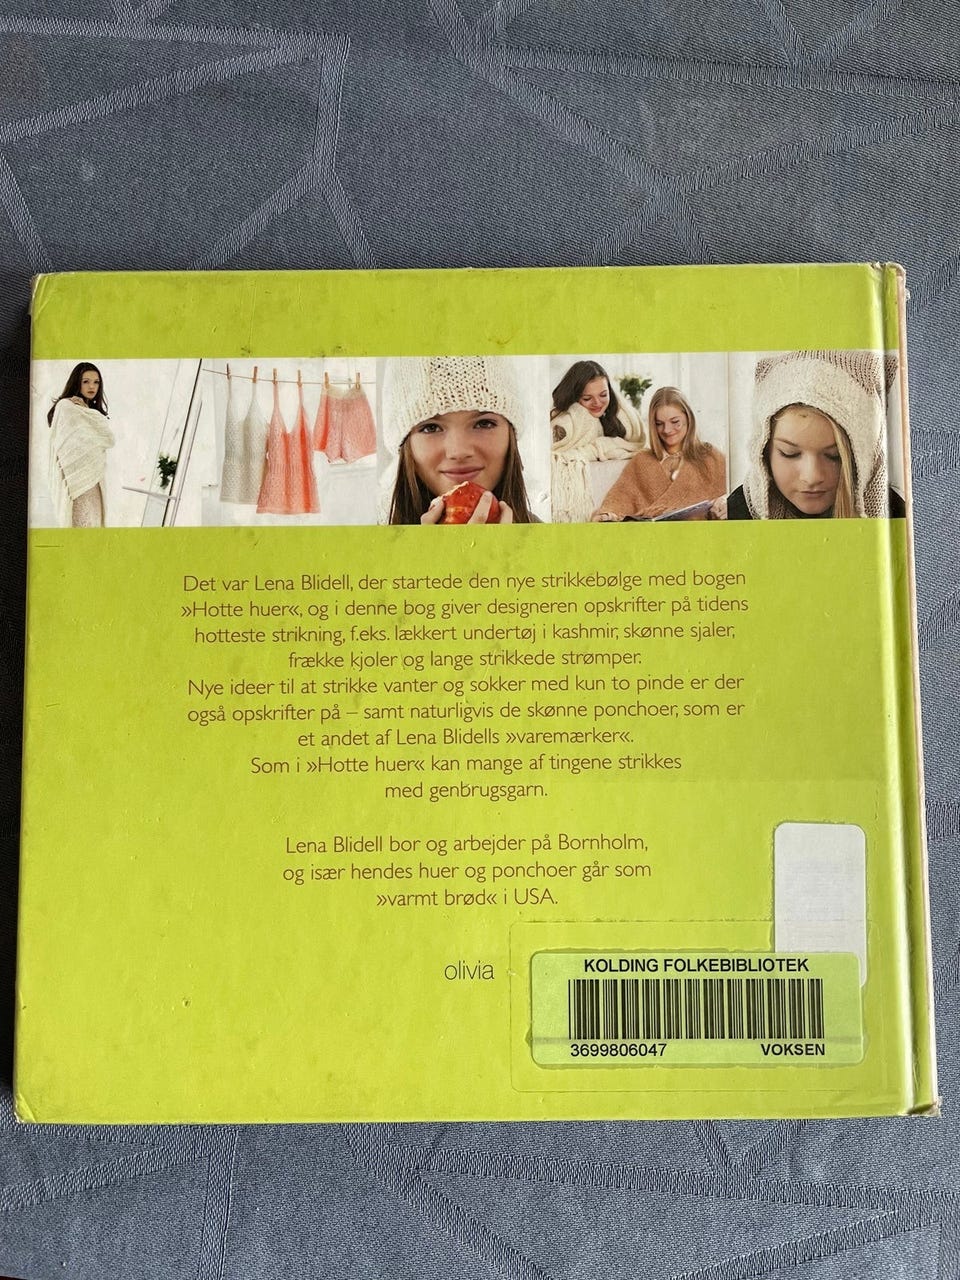 Det var Lena Blidell, der startede den nye strikkebølge med bogen
»Hotte huer«, og i denne bog giver designeren opskrifter på tidens
hotteste strikning, f.eks. lækkert undertøj i kashmir, skønne sjaler,
frække kjoler og lange strikkede strømper.
Nye ideer til at strikke vanter og sokker med kun to pinde er der
også opskrifter på – samt naturligvis de skønne ponchoer, som er
et andet af Lena Blidells »varemærker«.
Som i »Hotte huer« kan mange af tingene strikkes
med genbrugsgarn.
Lena Blidell bor og arbejder på Bornholm,
og især hendes huer og ponchoer går som
»varmt brød« i USA.
olivia
KOLDING FOLKEBIBLIOTEK
3699806047 VOKSEN